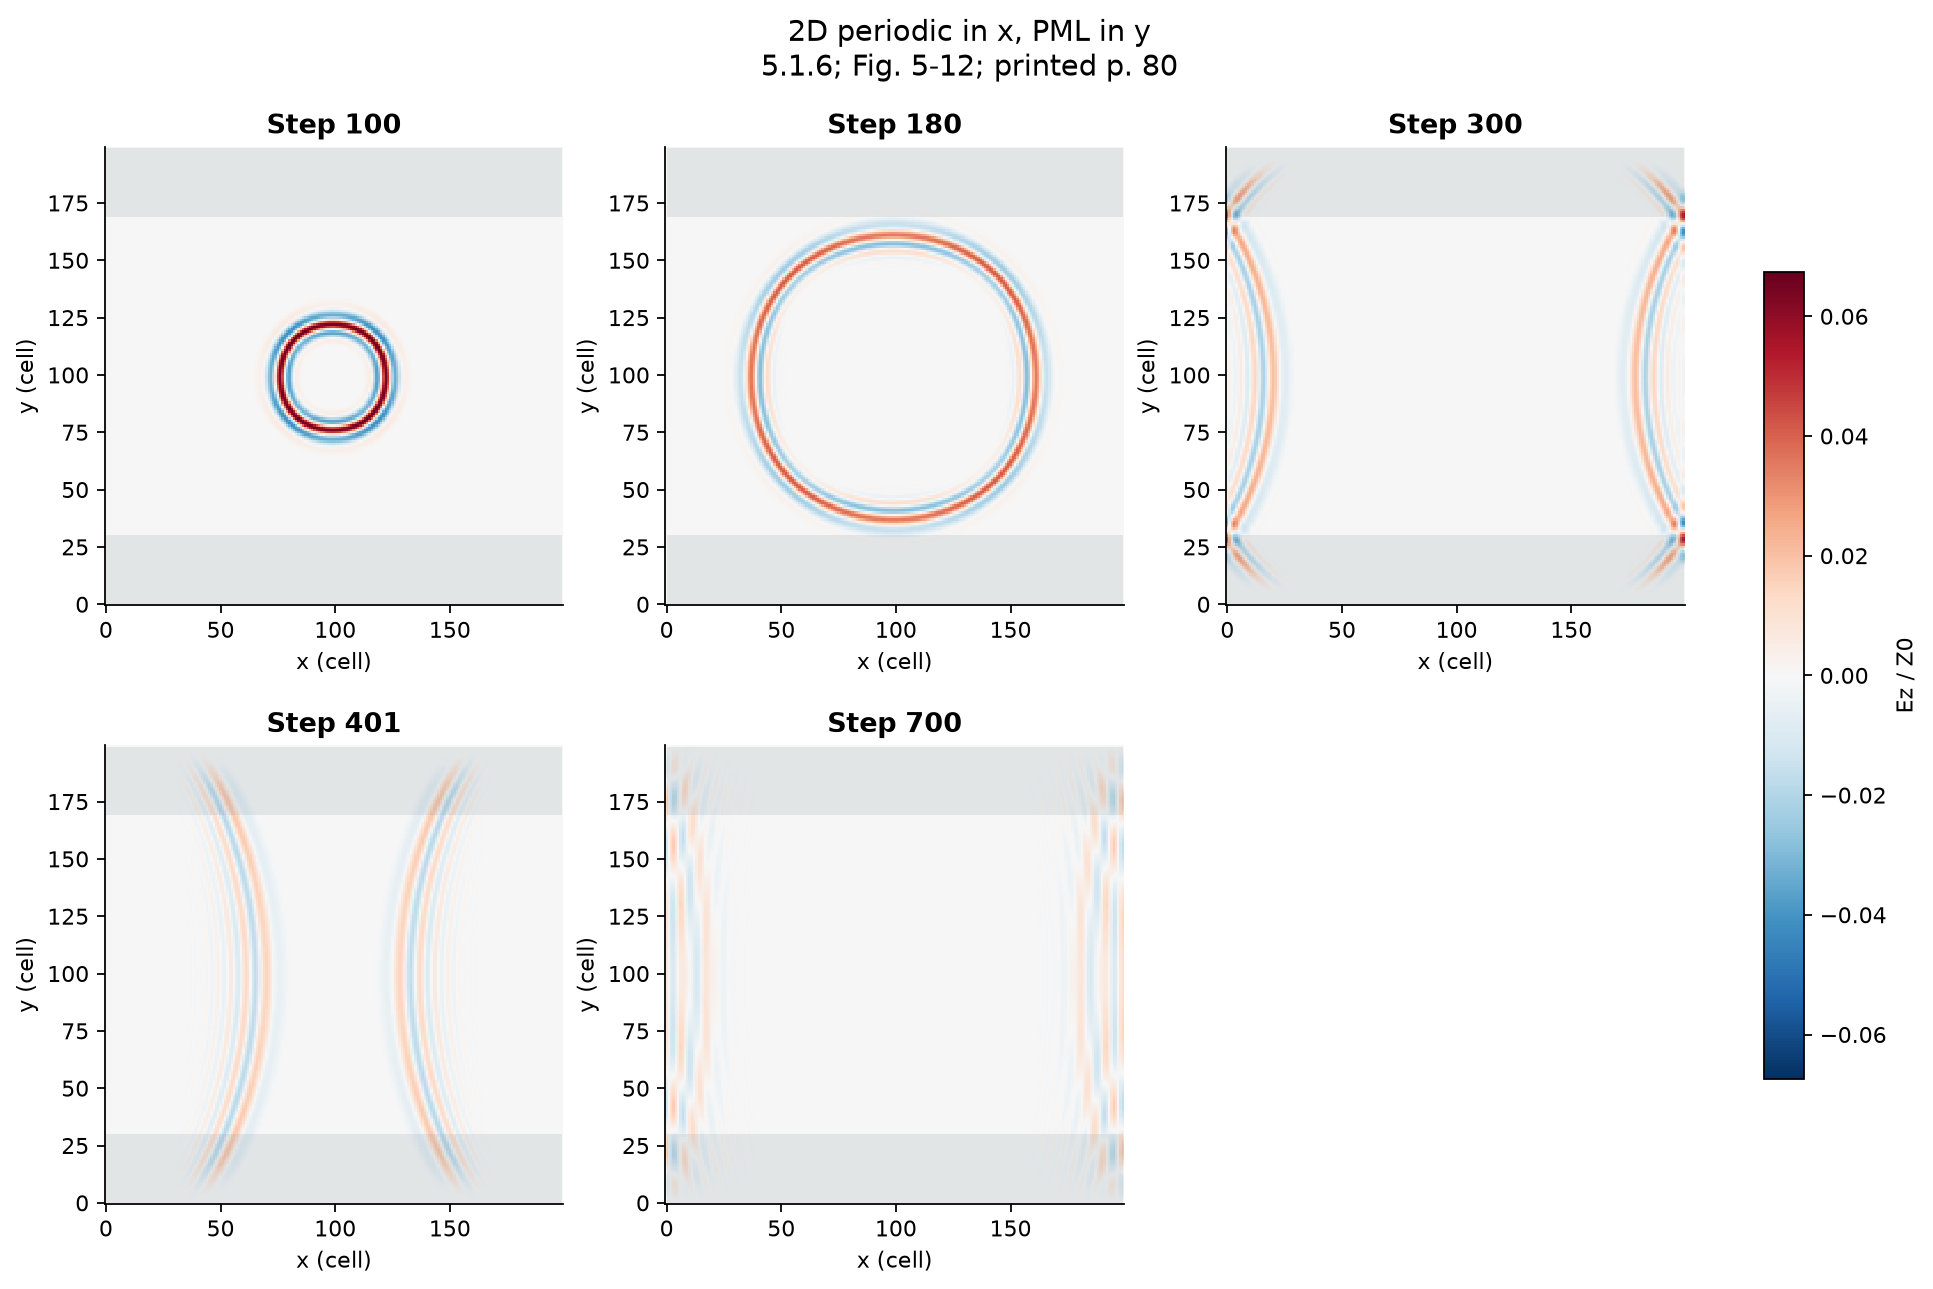 2D periodic in x, PML in y
5.1.6; Fig. 5-12; printed p. 80
Step 100
175
150
125
100
75
50
25
0
y (cell)
0 50 100 150
x (cell)
Step 180
175
150
125
100
75
50
25
0
y (cell)
0 50 100 150
x (cell)
Step 300
175
150
125
100
75
50
25
0
y (cell)
0 50 100 150
x (cell)
Step 401
175
150
125
100
75
50
25
0
y (cell)
0 50 100 150
x (cell)
Step 700
175
150
125
100
75
50
25
0
y (cell)
0 50 100 150
x (cell)
0.06
0.04
0.02
0.00
−0.02
−0.04
−0.06
Ez / Z0